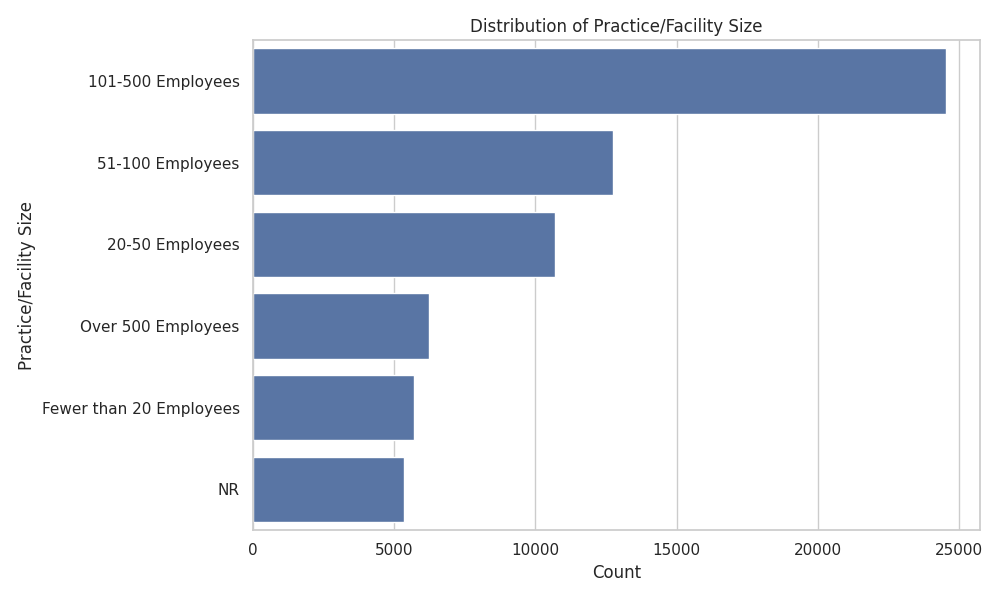 Distribution of Practice/Facility Size
Practice/Facility Size
101-500 Employees
51-100 Employees
20-50 Employees
Over 500 Employees
Fewer than 20 Employees
NR
0 5000 10000 15000 20000 25000
Count